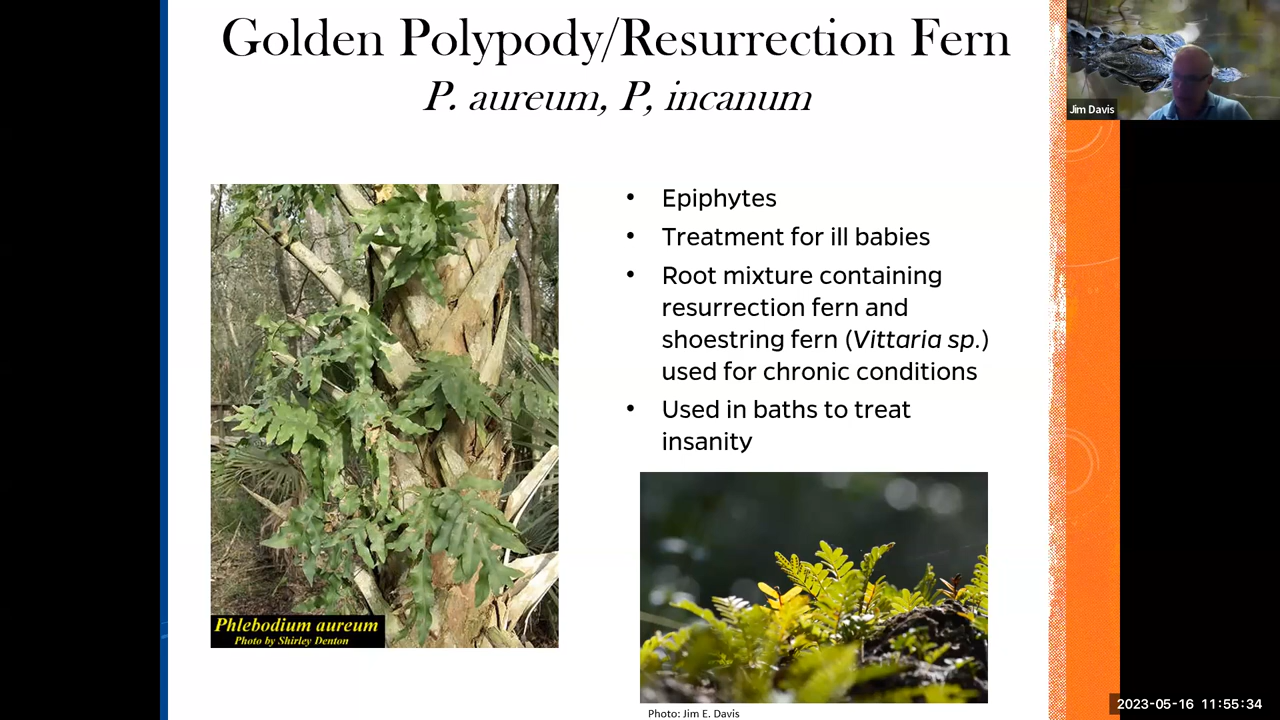 Golden Polypody/Resurrection Fern
P. aureum, P, incanum
Jim Davis
• Epiphytes
• Treatment for ill babies
• Root mixture containing
resurrection fern and
shoestring fern (Vittaria sp.)
used for chronic conditions
• Used in baths to treat
insanity
Phlebodium aureum
Photo by Shirley Denton
Photo: Jim E. Davis
2023-05-16 11:55:34